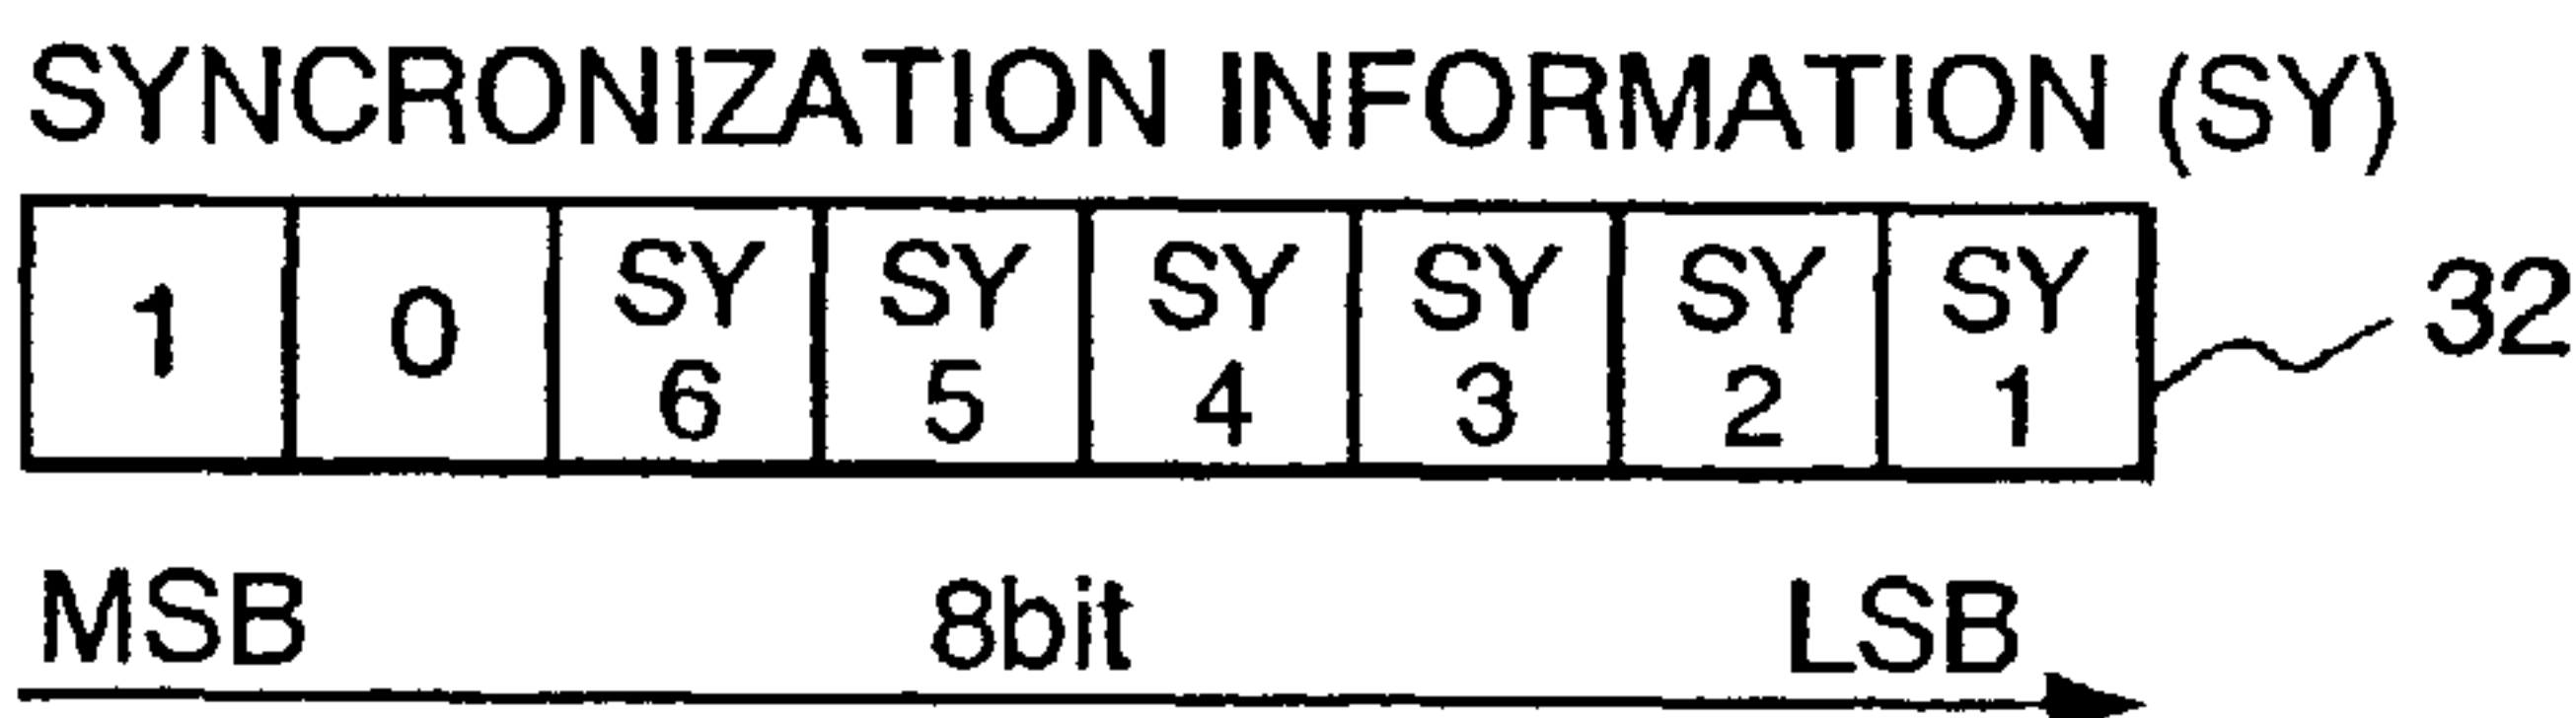 SYNCRONIZATION INFORMATION (SY)
1 0 SY 6 SY 5 SY 4 SY 3 SY 2 SY 1 32
MSB 8bit LSB